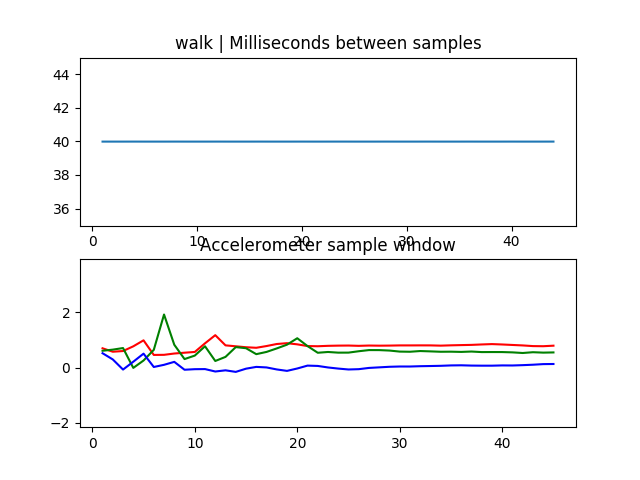 walk | Milliseconds between samples
44
42
40
38
36
0 10 20 30 40
Accelerometer sample window
2
0
−2
0 10 20 30 40